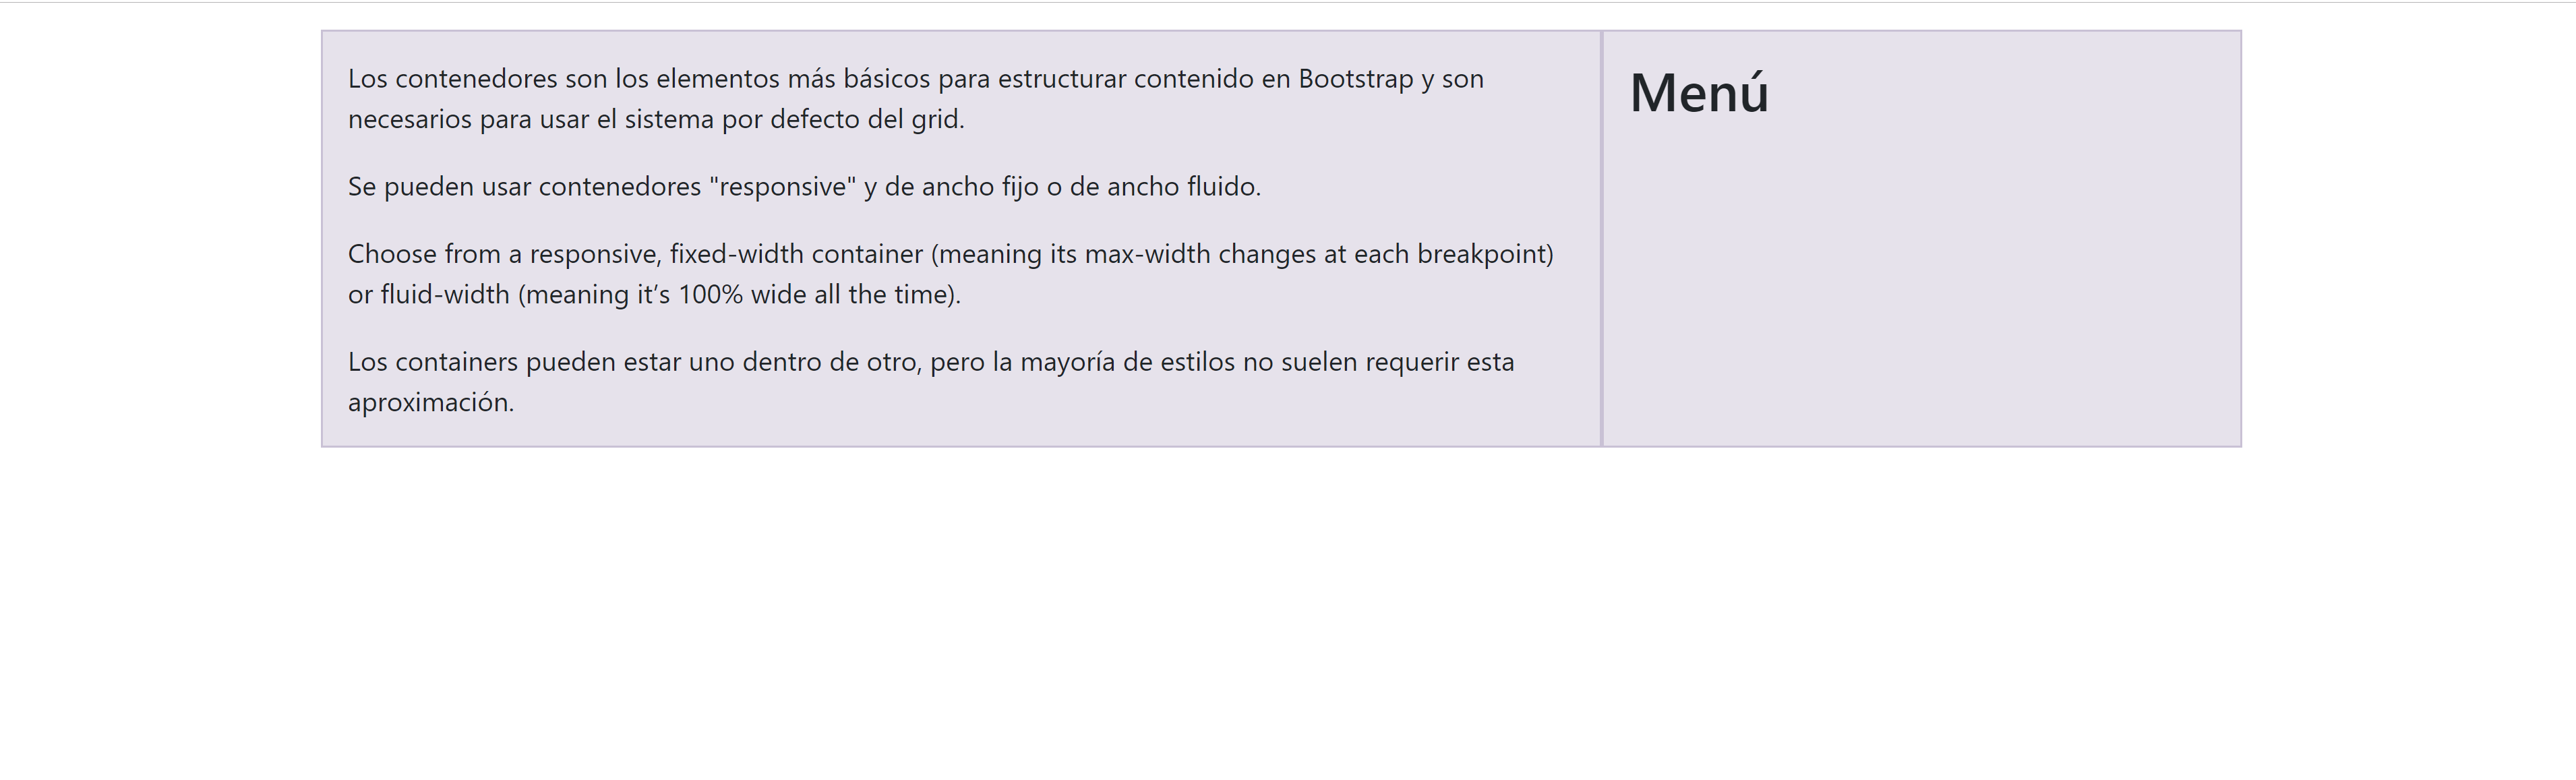 Los contenedores son los elementos más básicos para estructurar contenido en Bootstrap y son
necesarios para usar el sistema por defecto del grid.
Se pueden usar contenedores "responsive" y de ancho fijo o de ancho fluido.
Choose from a responsive, fixed-width container (meaning its max-width changes at each breakpoint)
or fluid-width (meaning it’s 100% wide all the time).
Los containers pueden estar uno dentro de otro, pero la mayoría de estilos no suelen requerir esta
aproximación.
Menú